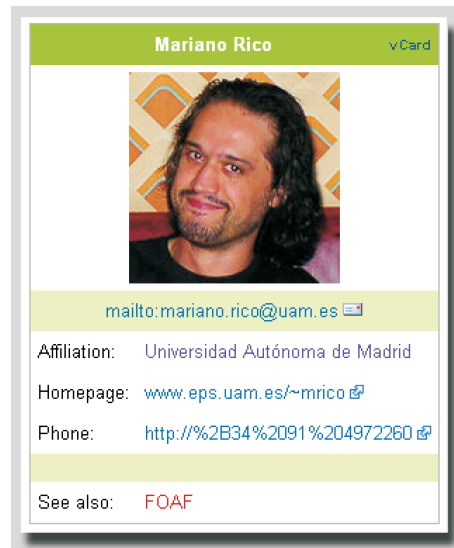 Mariano Rico vCard
mailto:mariano.rico@uam.es
Affiliation: Universidad Autónoma de Madrid
Homepage: www.eps.uam.es/~mrico
Phone: http://%2B34%2091%204972260
See also: FOAF